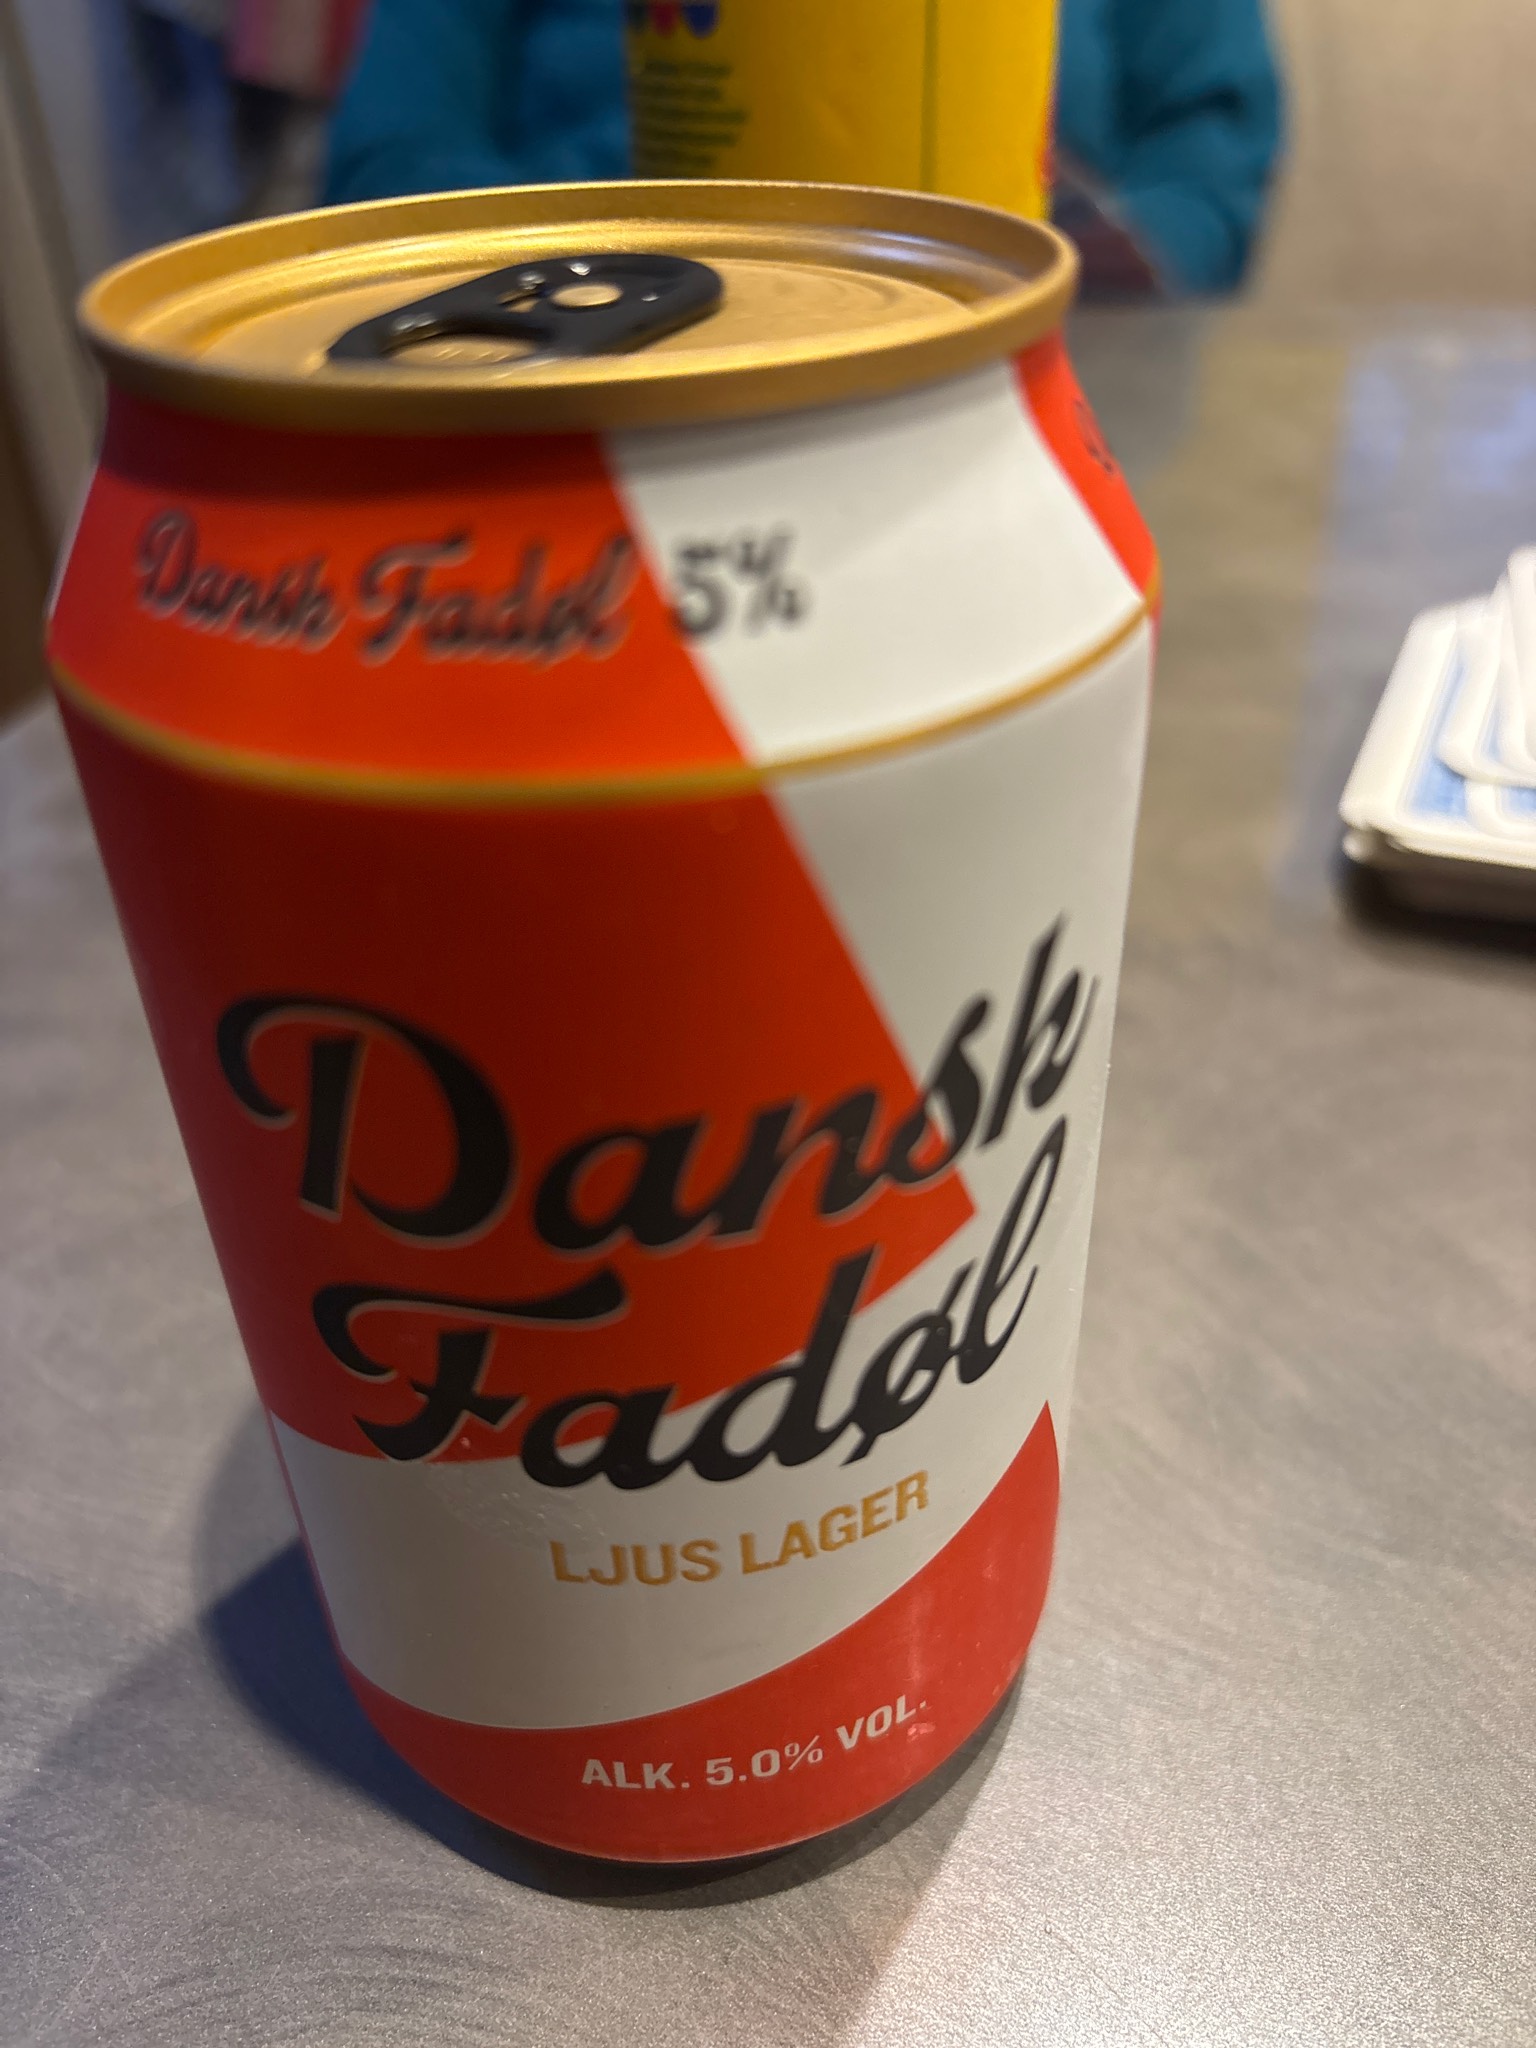 Dansk Fadøl 5%
Dansk
Fadøl
LJUS LAGER
ALK. 5.0% VOL.